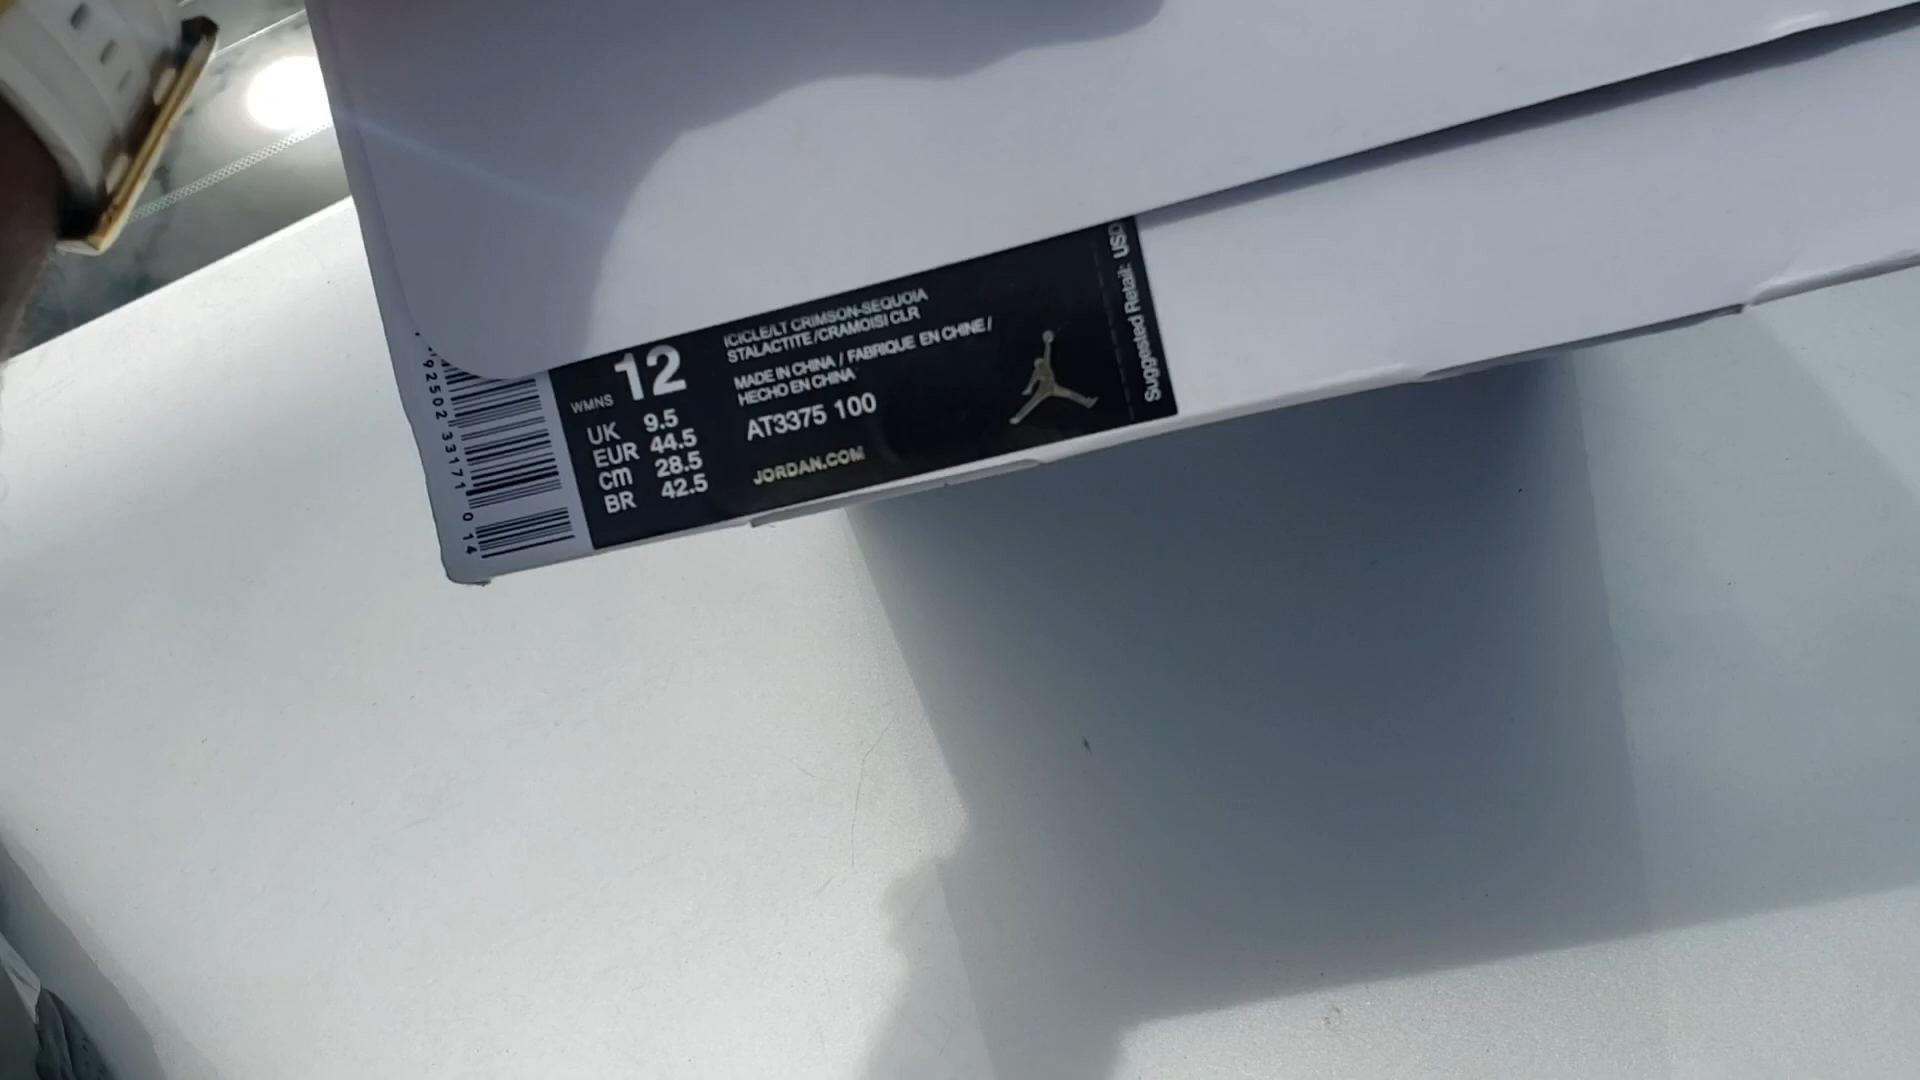 ICICLE/LT CRIMSON-SEQUOIA
STALACTITE/CRAMOISI CLR
MADE IN CHINA / FABRIQUE EN CHINE /
HECHO EN CHINA
AT3375 100
JORDAN.COM
WMNS 12
UK 9.5
EUR 44.5
cm 28.5
BR 42.5
Suggested Retail: USD
92502 33171 0 14